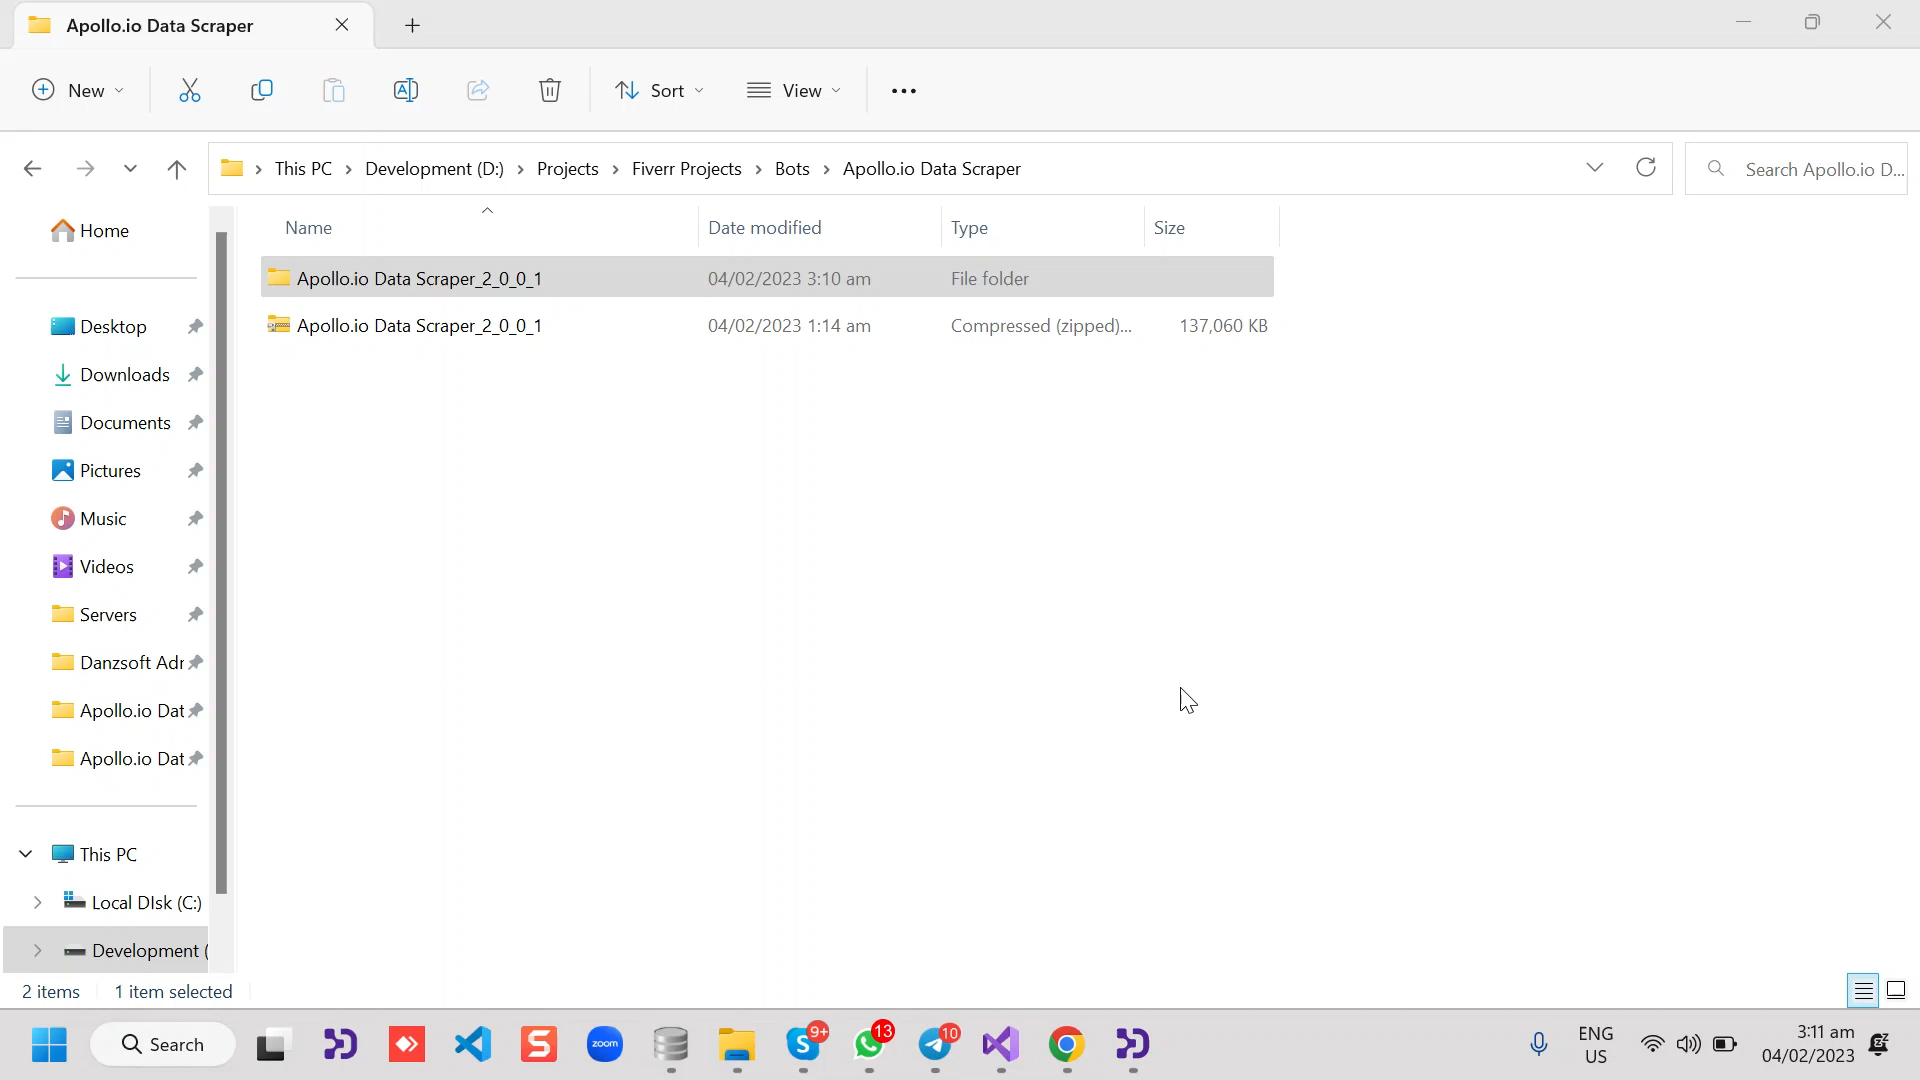 Apollo.io Data Scraper
New
Sort
View
This PC
Development (D:)
Projects
Fiverr Projects
Bots
Apollo.io Data Scraper
Search Apollo.io D...
Name
Date modified
Type
Size
Apollo.io Data Scraper_2_0_0_1
04/02/2023 3:10 am
File folder
Apollo.io Data Scraper_2_0_0_1
04/02/2023 1:14 am
Compressed (zipped)...
137,060 KB
Home
Desktop
Downloads
Documents
Pictures
Music
Videos
Servers
Danzsoft Adr
Apollo.io Dat
Apollo.io Dat
This PC
Local DIsk (C:)
Development (
2 items
1 item selected
Search
zoom
9+
13
10
ENG
US
3:11 am
04/02/2023